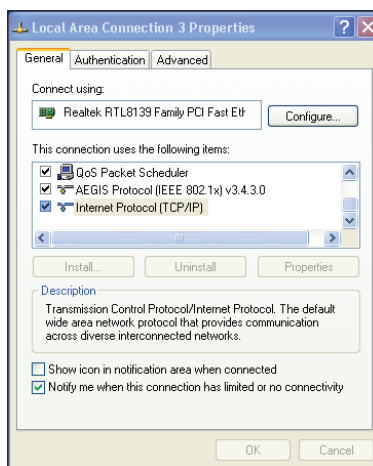 Local Area Connection 3 Properties
General Authentication Advanced
Connect using:
Realtek RTL8139 Family PCI Fast Eth
Configure...
This connection uses the following items:
QoS Packet Scheduler
AEGIS Protocol (IEEE 802.1x) v3.4.3.0
Internet Protocol (TCP/IP)
Install... Uninstall Properties
Description
Transmission Control Protocol/Internet Protocol. The default
wide area network protocol that provides communication
across diverse interconnected networks.
Show icon in notification area when connected
Notify me when this connection has limited or no connectivity
OK Cancel